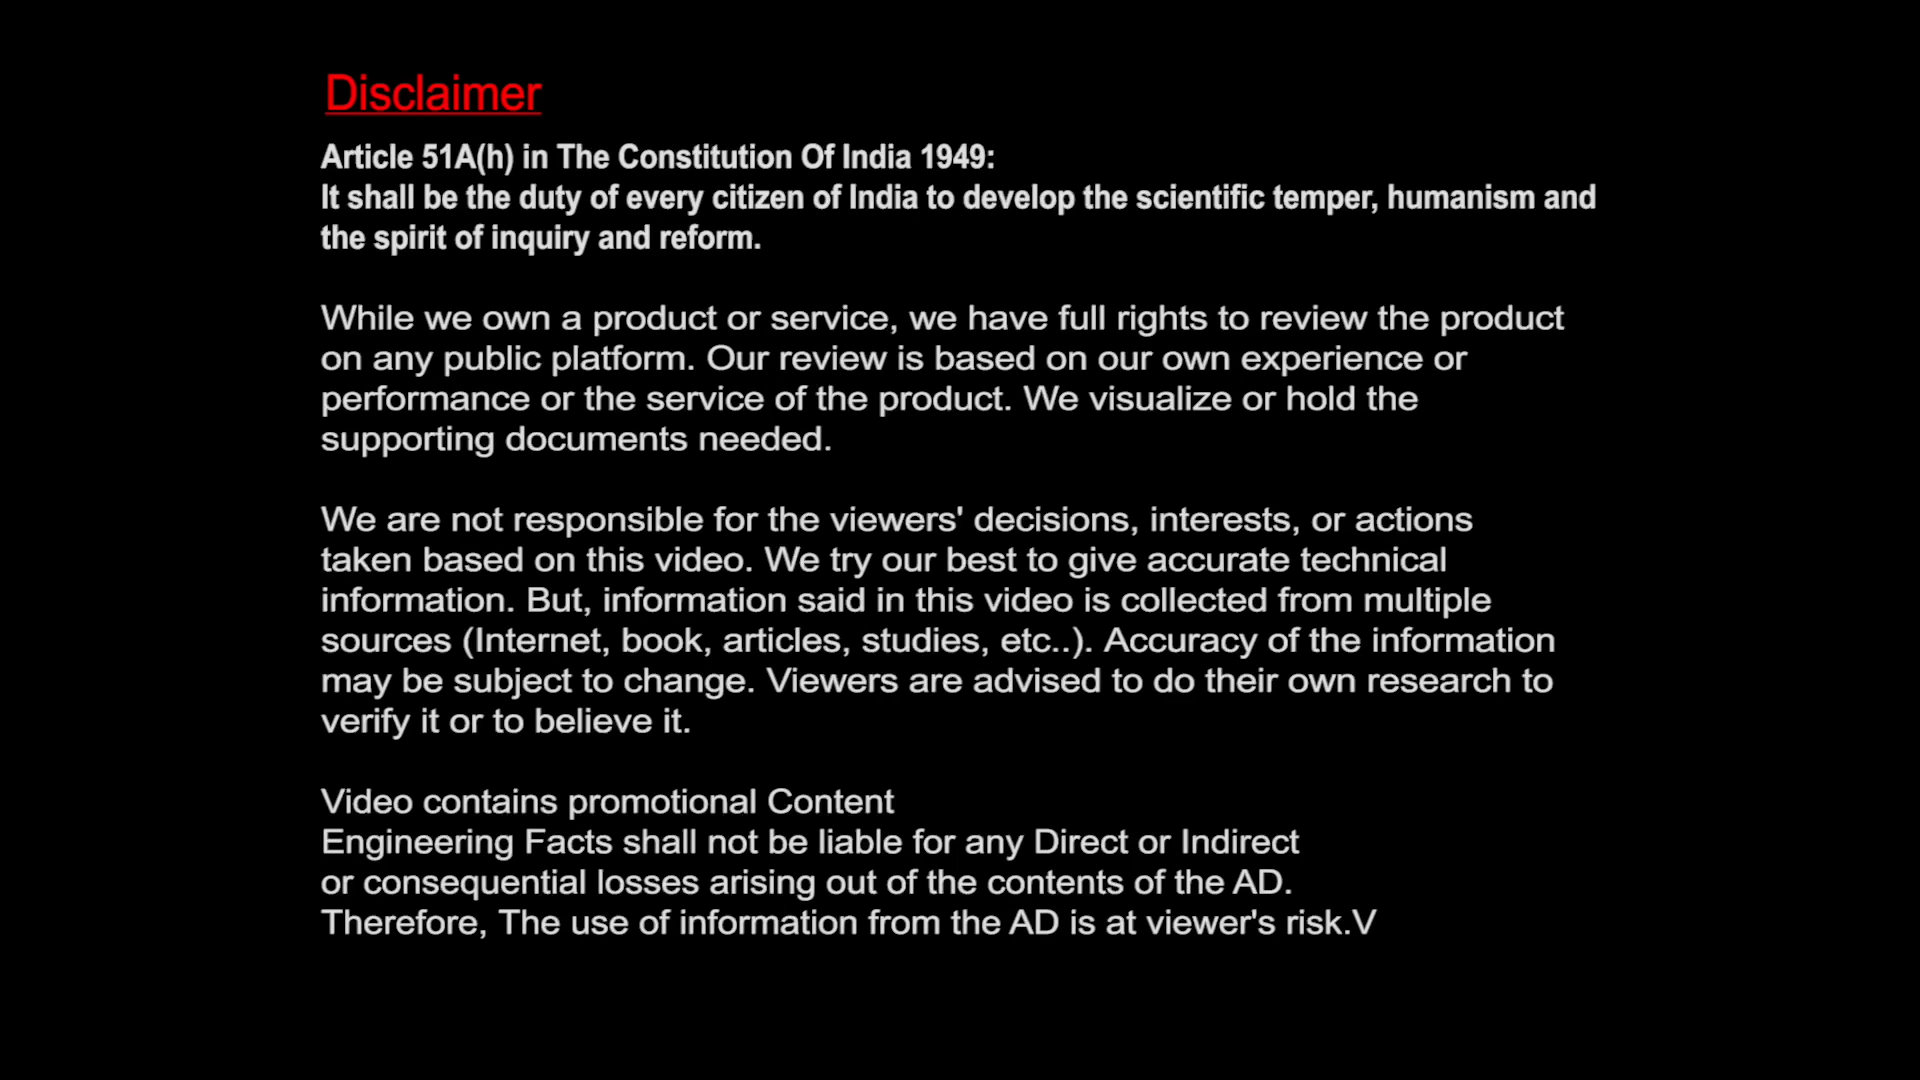 Disclaimer
Article 51A(h) in The Constitution Of India 1949:
It shall be the duty of every citizen of India to develop the scientific temper, humanism and
the spirit of inquiry and reform.
While we own a product or service, we have full rights to review the product
on any public platform. Our review is based on our own experience or
performance or the service of the product. We visualize or hold the
supporting documents needed.
We are not responsible for the viewers' decisions, interests, or actions
taken based on this video. We try our best to give accurate technical
information. But, information said in this video is collected from multiple
sources (Internet, book, articles, studies, etc..). Accuracy of the information
may be subject to change. Viewers are advised to do their own research to
verify it or to believe it.
Video contains promotional Content
Engineering Facts shall not be liable for any Direct or Indirect
or consequential losses arising out of the contents of the AD.
Therefore, The use of information from the AD is at viewer's risk.V